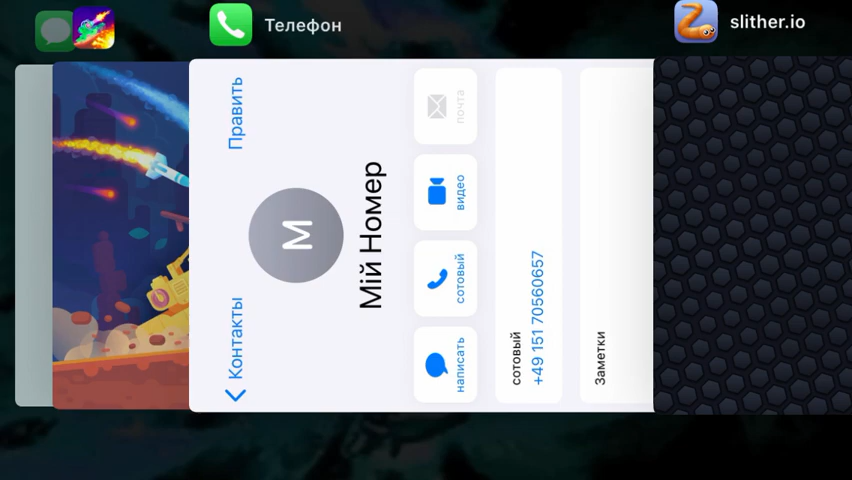 Телефон
slither.io
Контакты
Править
М
Мій Номер
написать
сотовый
видео
почта
сотовый
+49 151 70560657
Заметки